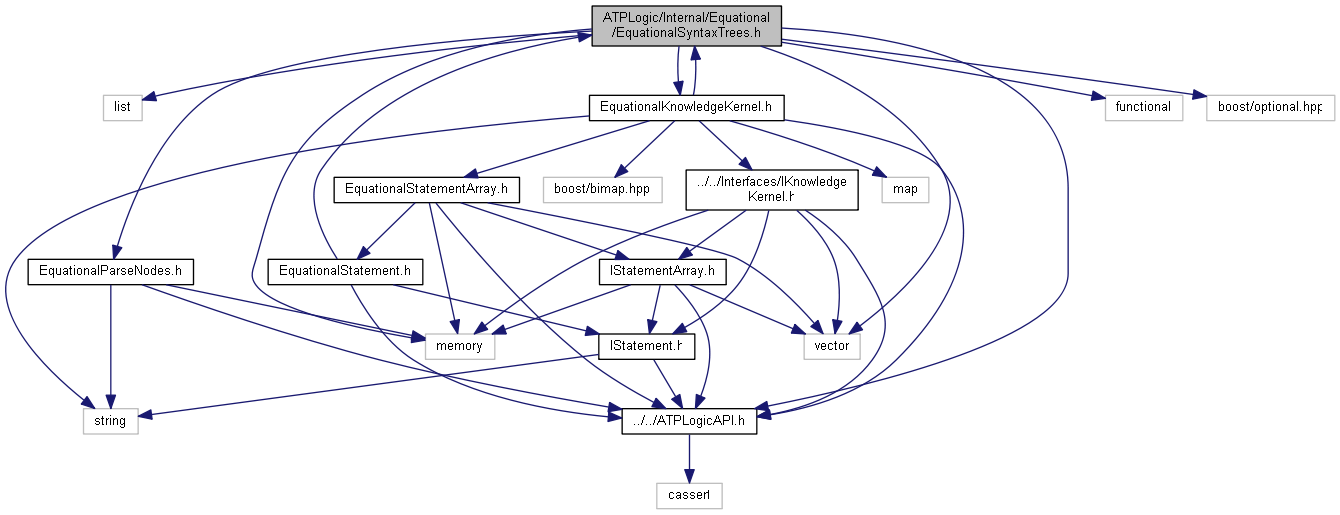 ATPLogic/Internal/Equational
/EquationalSyntaxTrees.h
list
EquationalKnowledgeKernel.h
functional
boost/optional.hpp
EquationalStatementArray.h
boost/bimap.hpp
../../Interfaces/IKnowledge
Kernel.h
map
EquationalParseNodes.h
EquationalStatement.h
IStatementArray.h
memory
IStatement.h
vector
string
../../ATPLogicAPI.h
cassert